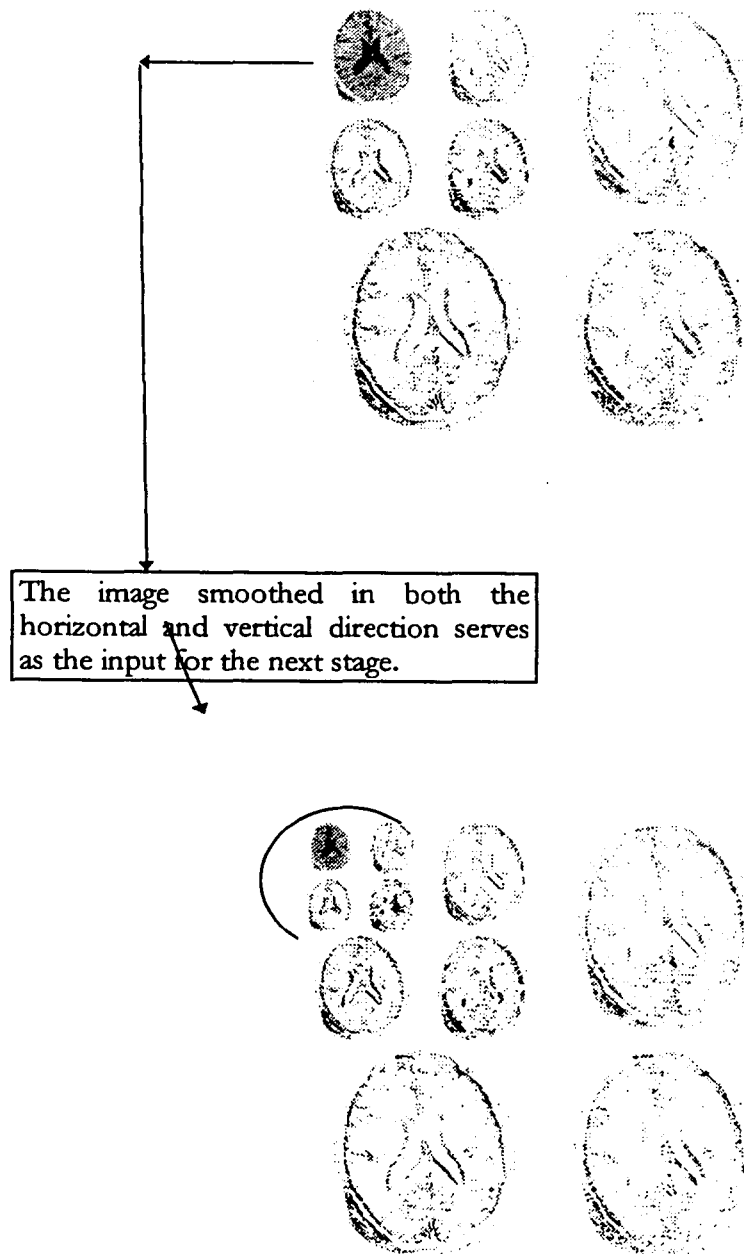 The image smoothed in both the
horizontal and vertical direction serves
as the input for the next stage.